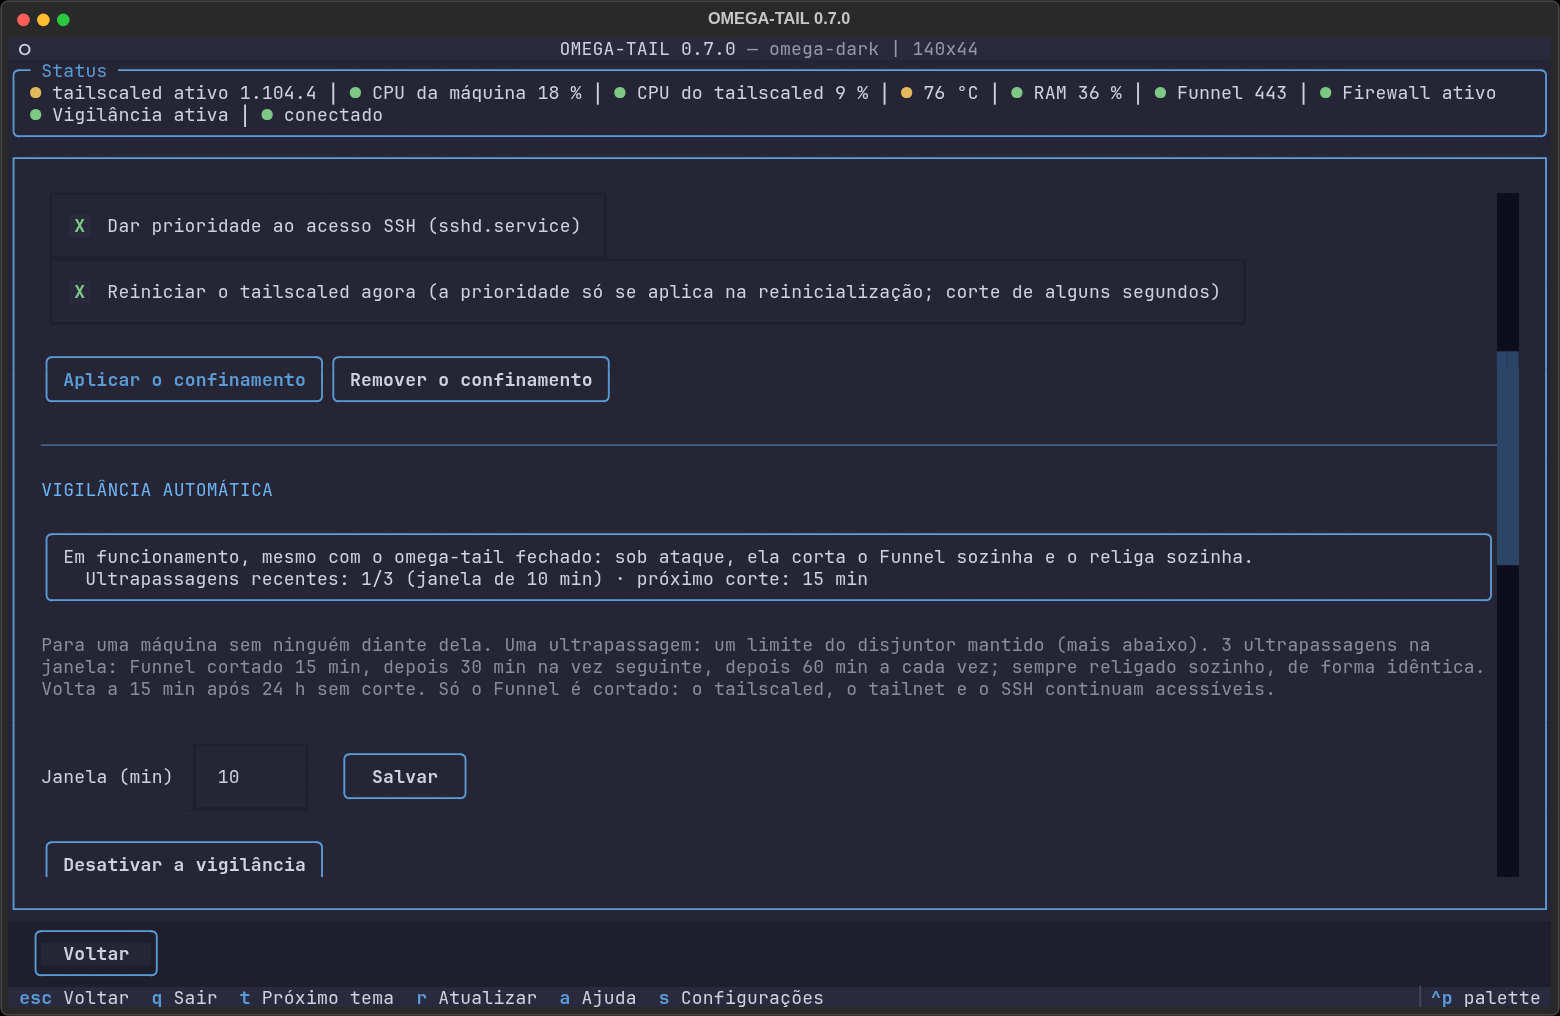 OMEGA-TAIL 0.7.0
OMEGA-TAIL 0.7.0 — omega-dark | 140x44
Status
● tailscaled ativo 1.104.4 │ ● CPU da máquina 18 % │ ● CPU do tailscaled 9 % │ ● 76 °C │ ● RAM 36 % │ ● Funnel 443 │ ● Firewall ativo
● Vigilância ativa │ ● conectado
X Dar prioridade ao acesso SSH (sshd.service)
X Reiniciar o tailscaled agora (a prioridade só se aplica na reinicialização; corte de alguns segundos)
Aplicar o confinamento Remover o confinamento
VIGILÂNCIA AUTOMÁTICA
Em funcionamento, mesmo com o omega-tail fechado: sob ataque, ela corta o Funnel sozinha e o religa sozinha.
Ultrapassagens recentes: 1/3 (janela de 10 min) · próximo corte: 15 min
Para uma máquina sem ninguém diante dela. Uma ultrapassagem: um limite do disjuntor mantido (mais abaixo). 3 ultrapassagens na
janela: Funnel cortado 15 min, depois 30 min na vez seguinte, depois 60 min a cada vez; sempre religado sozinho, de forma idêntica.
Volta a 15 min após 24 h sem corte. Só o Funnel é cortado: o tailscaled, o tailnet e o SSH continuam acessíveis.
Janela (min) 10 Salvar
Desativar a vigilância
Voltar
esc Voltar q Sair t Próximo tema r Atualizar a Ajuda s Configurações ^p palette